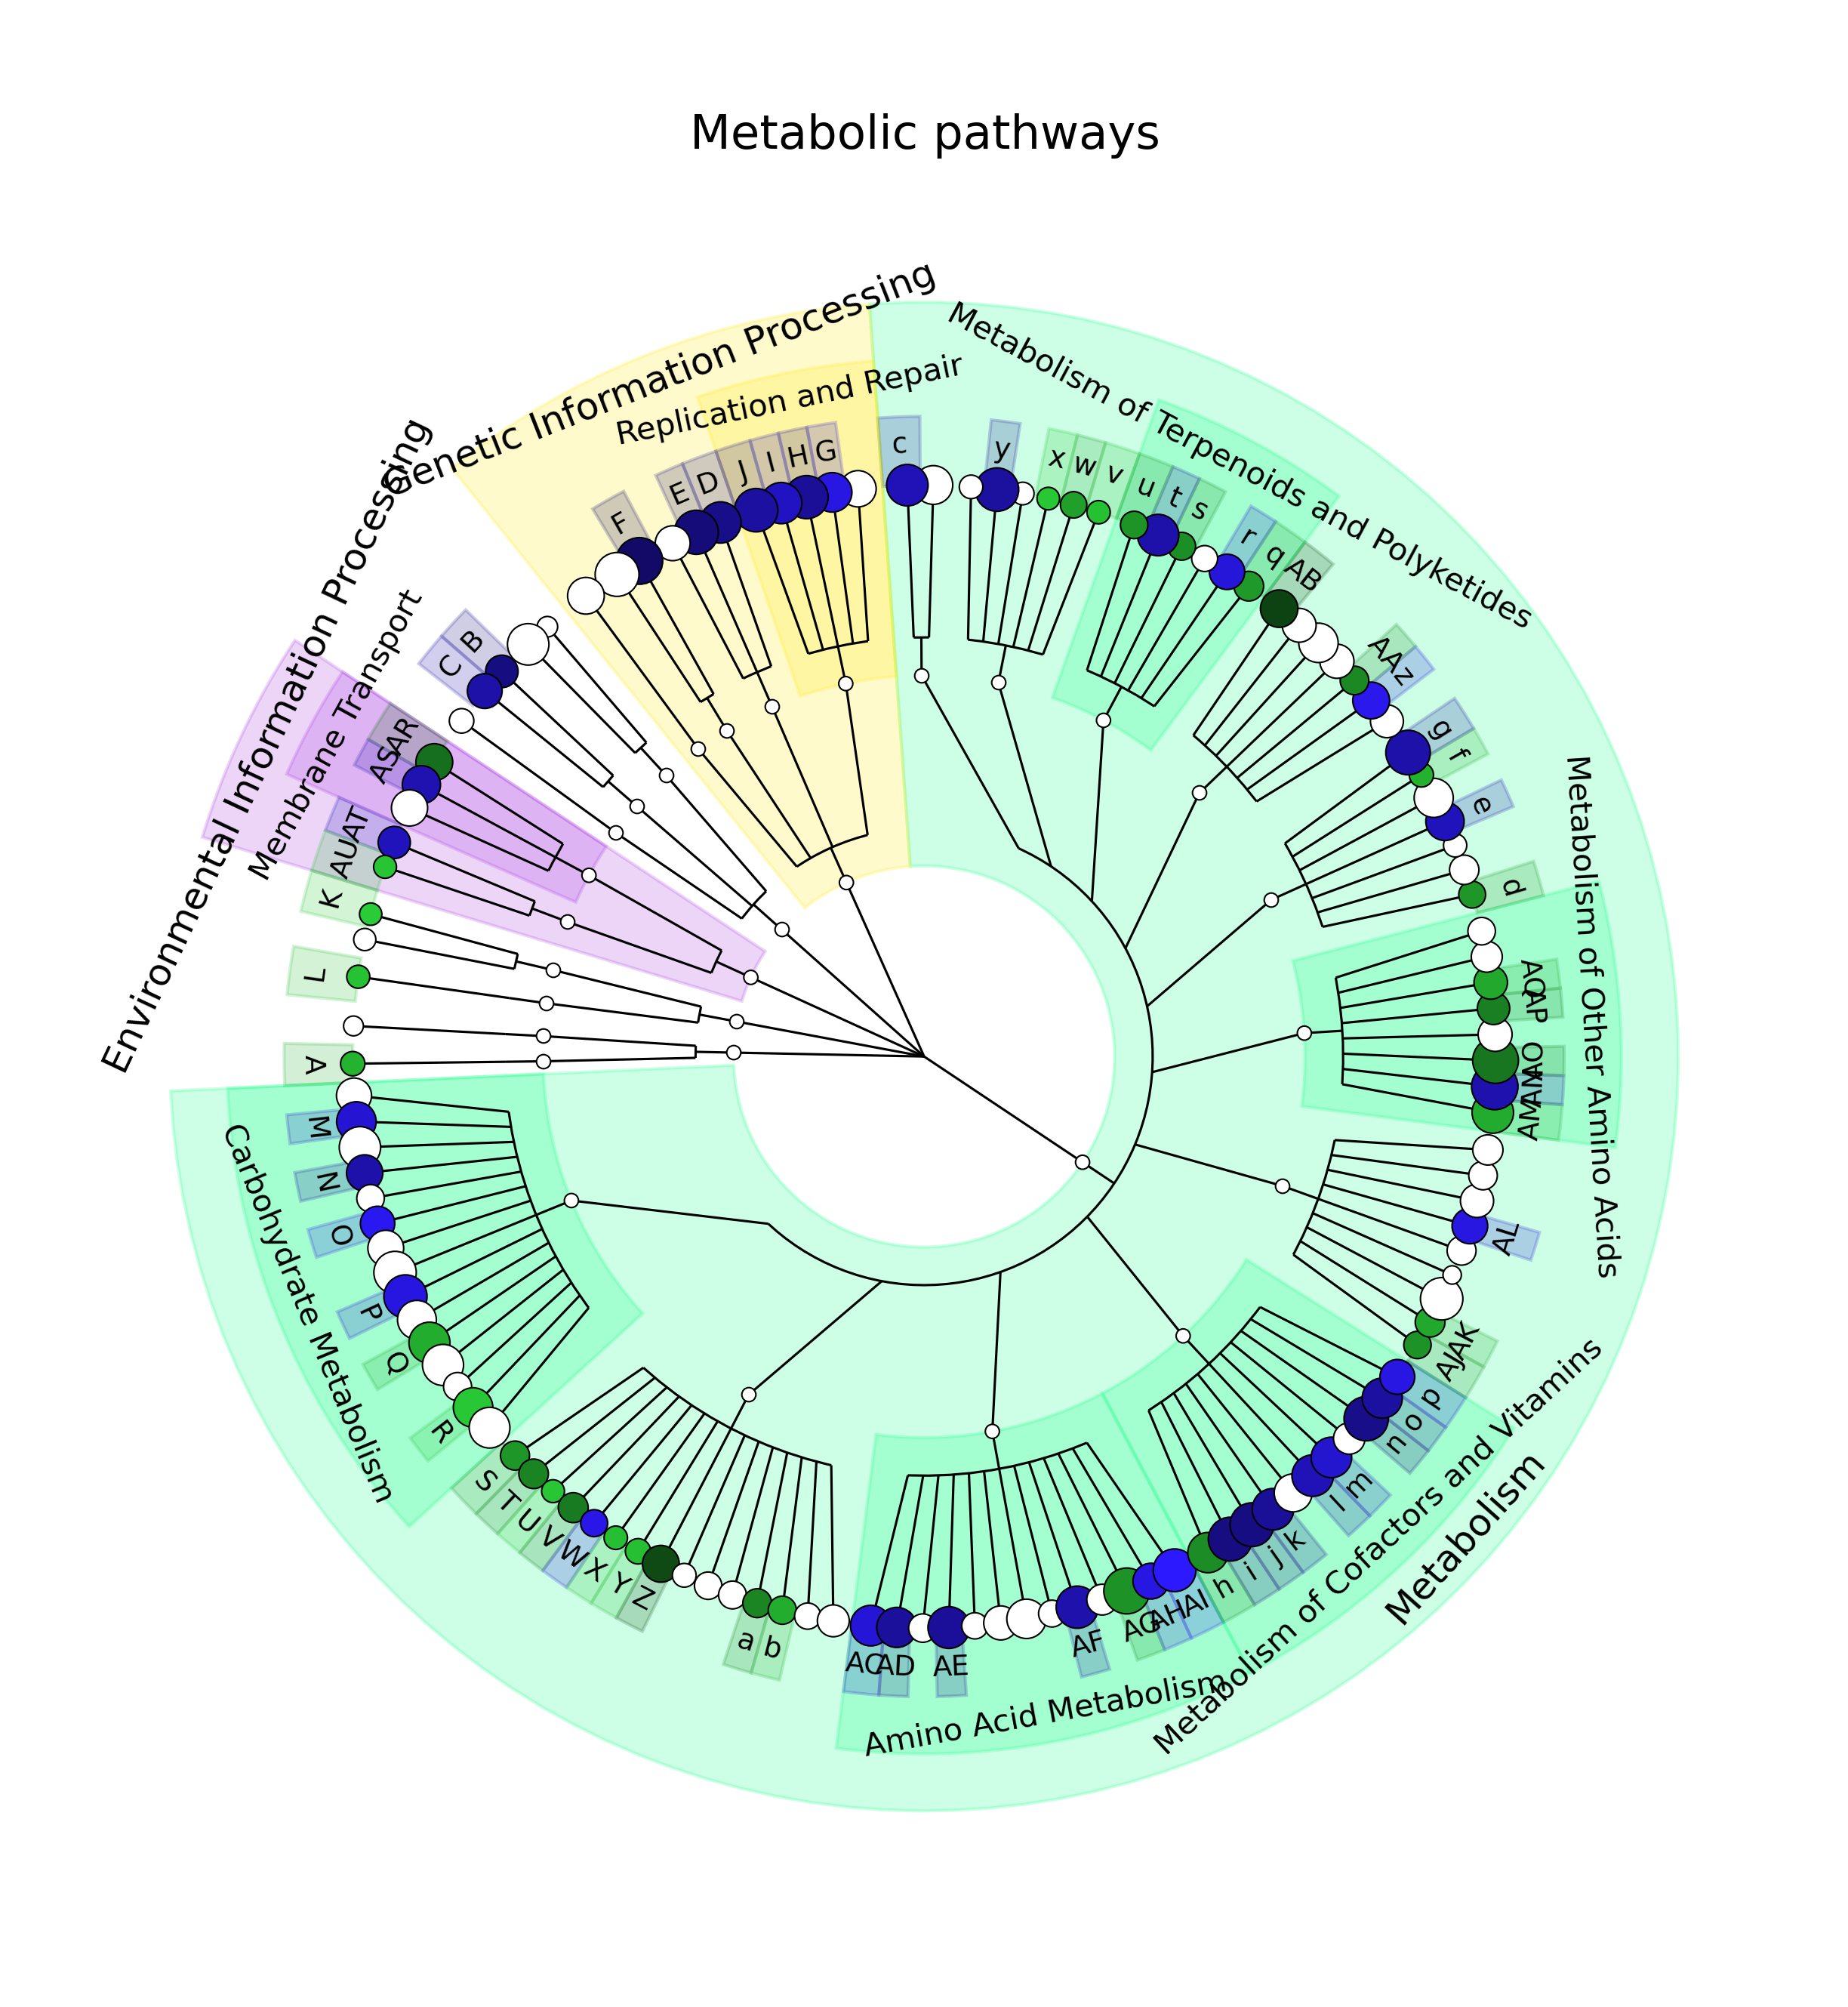 Metabolic pathways
Environmental Information Processing
Genetic Information Processing
Membrane Transport
Replication and Repair
Metabolism of Terpenoids and Polyketides
Metabolism of Other Amino Acids
Metabolism of Cofactors and Vitamins
Metabolism
Amino Acid Metabolism
Carbohydrate Metabolism
A
L
K
AU
AT
AS
AR
C
B
F
E
D
J
I
H
G
c
y
x
w
v
u
t
s
r
q
AB
AA
z
g
f
e
d
AQ
AP
AM
AL
AK
AJ
p
o
n
m
l
k
j
i
h
AI
AH
AG
AF
AE
AD
AC
b
a
Z
Y
X
W
V
U
T
S
R
Q
P
O
N
M